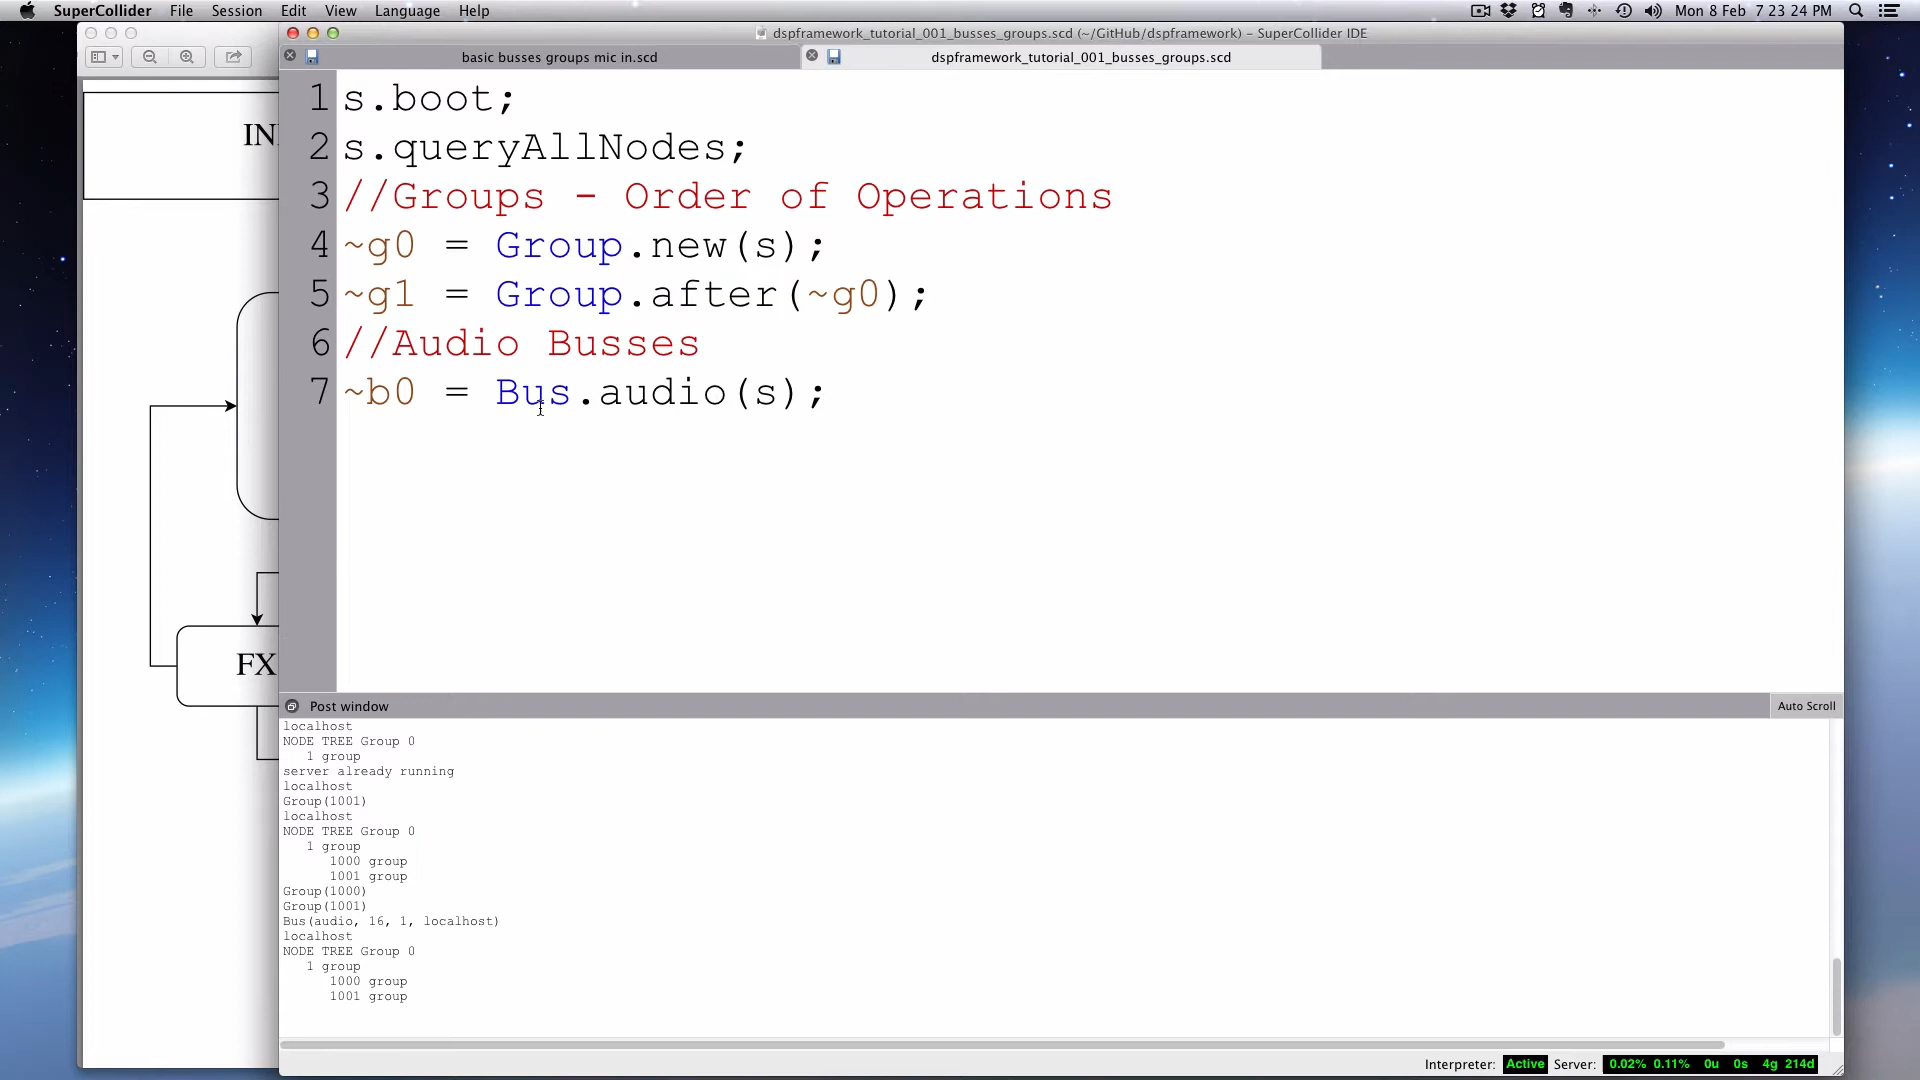 SuperCollider File Session Edit View Language Help Mon 8 Feb 7 23 24 PM
dspframework_tutorial_001_busses_groups.scd (~/GitHub/dspframework) - SuperCollider IDE
basic busses groups mic in.scd dspframework_tutorial_001_busses_groups.scd
1 s.boot;
2 s.queryAllNodes;
3 //Groups - Order of Operations
4 ~g0 = Group.new(s);
5 ~g1 = Group.after(~g0);
6 //Audio Busses
7 ~b0 = Bus.audio(s);
FX
Post window Auto Scroll
localhost
NODE TREE Group 0
1 group
server already running
localhost
Group(1001)
localhost
NODE TREE Group 0
1 group
1000 group
1001 group
Group(1000)
Group(1001)
Bus(audio, 16, 1, localhost)
localhost
NODE TREE Group 0
1 group
1000 group
1001 group
Interpreter: Active Server: 0.02% 0.11% 0u 0s 4g 214d